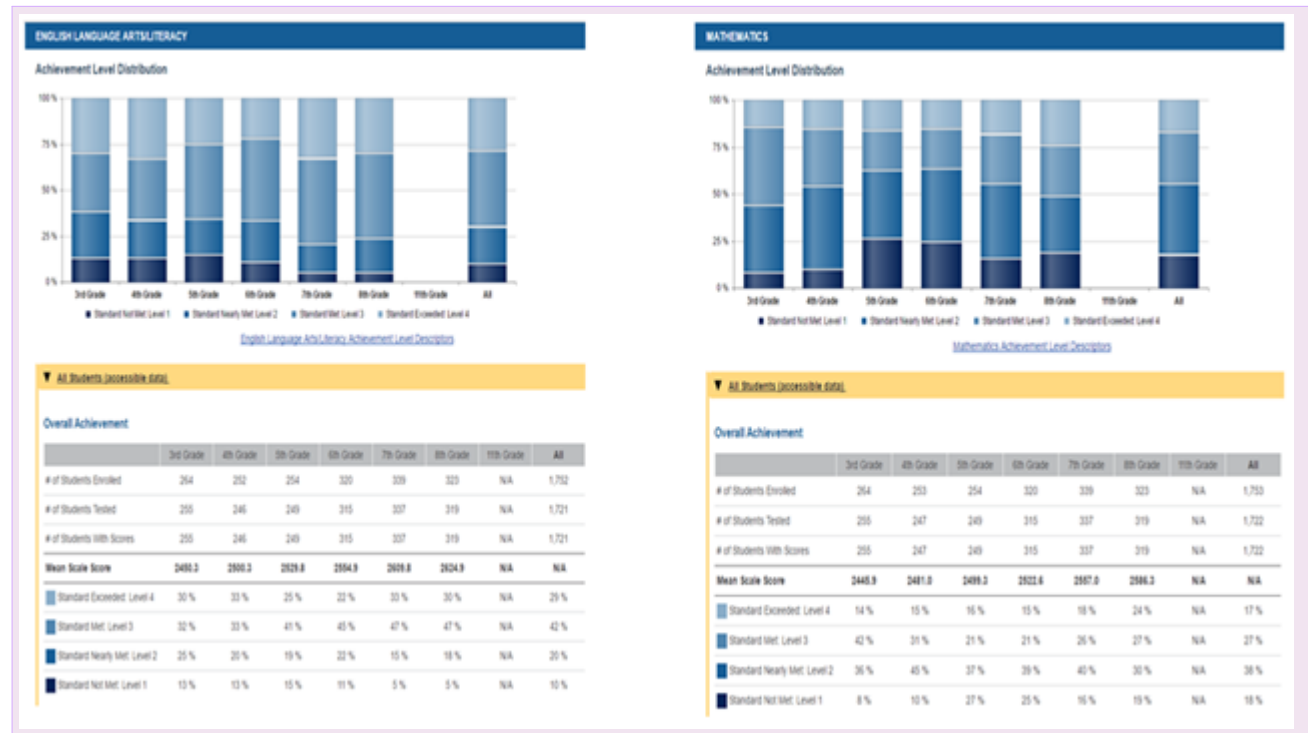 ENGLISH LANGUAGE ARTS/LITERACY
Achievement Level Distribution
100 %
75 %
50 %
25 %
0 %
3rd Grade 4th Grade 5th Grade 6th Grade 7th Grade 8th Grade 11th Grade All
Standard Not Met: Level 1 Standard Nearly Met: Level 2 Standard Met: Level 3 Standard Exceeded: Level 4
English Language Arts/Literacy Achievement Level Descriptors
All Students (accessible data)
Overall Achievement
3rd Grade 4th Grade 5th Grade 6th Grade 7th Grade 8th Grade 11th Grade All
# of Students Enrolled 264 252 254 320 339 323 N/A 1,752
# of Students Tested 255 246 249 315 337 319 N/A 1,721
# of Students With Scores 255 246 249 315 337 319 N/A 1,721
Mean Scale Score 2450.3 2500.3 2529.8 2554.9 2609.8 2624.9 N/A N/A
Standard Exceeded: Level 4 30 % 33 % 25 % 22 % 33 % 30 % N/A 29 %
Standard Met: Level 3 32 % 33 % 41 % 45 % 47 % 47 % N/A 42 %
Standard Nearly Met: Level 2 25 % 20 % 19 % 22 % 15 % 18 % N/A 20 %
Standard Not Met: Level 1 13 % 13 % 15 % 11 % 5 % 5 % N/A 10 %
MATHEMATICS
Achievement Level Distribution
100 %
75 %
50 %
25 %
0 %
3rd Grade 4th Grade 5th Grade 6th Grade 7th Grade 8th Grade 11th Grade All
Standard Not Met: Level 1 Standard Nearly Met: Level 2 Standard Met: Level 3 Standard Exceeded: Level 4
Mathematics Achievement Level Descriptors
All Students (accessible data)
Overall Achievement
3rd Grade 4th Grade 5th Grade 6th Grade 7th Grade 8th Grade 11th Grade All
# of Students Enrolled 264 253 254 320 339 323 N/A 1,753
# of Students Tested 255 247 249 315 337 319 N/A 1,722
# of Students With Scores 255 247 249 315 337 319 N/A 1,722
Mean Scale Score 2445.9 2481.0 2499.3 2522.6 2557.0 2586.3 N/A N/A
Standard Exceeded: Level 4 14 % 15 % 16 % 15 % 18 % 24 % N/A 17 %
Standard Met: Level 3 42 % 31 % 21 % 21 % 26 % 27 % N/A 27 %
Standard Nearly Met: Level 2 36 % 45 % 37 % 39 % 40 % 30 % N/A 38 %
Standard Not Met: Level 1 8 % 10 % 27 % 25 % 16 % 19 % N/A 18 %